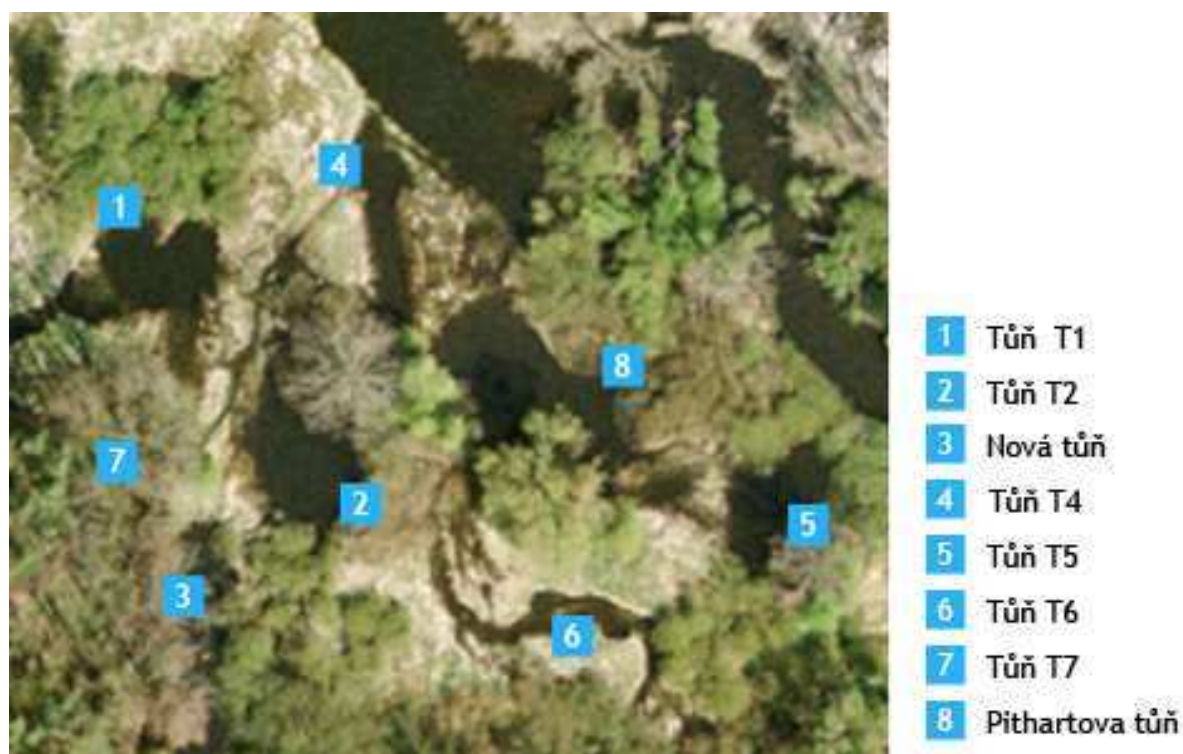 1
4
8
7
2
5
3
6
1 Tůň T1
2 Tůň T2
3 Nová tůň
4 Tůň T4
5 Tůň T5
6 Tůň T6
7 Tůň T7
8 Pithartova tůň